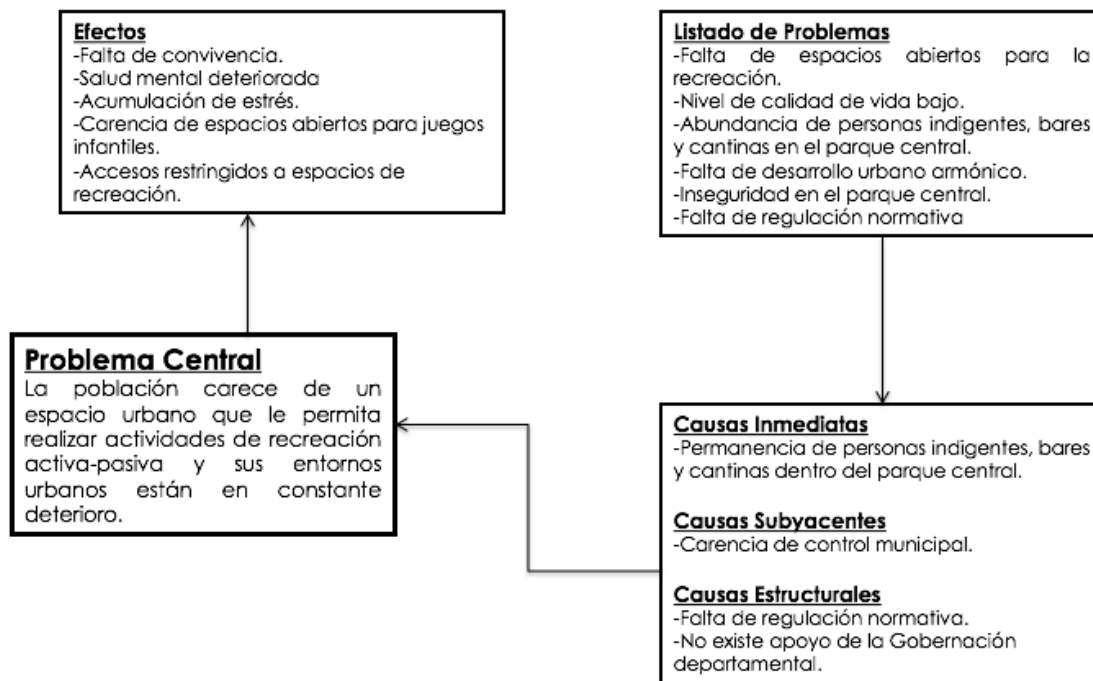 Efectos
-Falta de convivencia.
-Salud mental deteriorada
-Acumulación de estrés.
-Carencia de espacios abiertos para juegos
infantiles.
-Accesos restringidos a espacios de
recreación.
Listado de Problemas
-Falta de espacios abiertos para la
recreación.
-Nivel de calidad de vida bajo.
-Abundancia de personas indigentes, bares
y cantinas en el parque central.
-Falta de desarrollo urbano armónico.
-Inseguridad en el parque central.
-Falta de regulación normativa
Problema Central
La población carece de un
espacio urbano que le permita
realizar actividades de recreación
activa-pasiva y sus entornos
urbanos están en constante
deterioro.
Causas Inmediatas
-Permanencia de personas indigentes, bares
y cantinas dentro del parque central.
Causas Subyacentes
-Carencia de control municipal.
Causas Estructurales
-Falta de regulación normativa.
-No existe apoyo de la Gobernación
departamental.